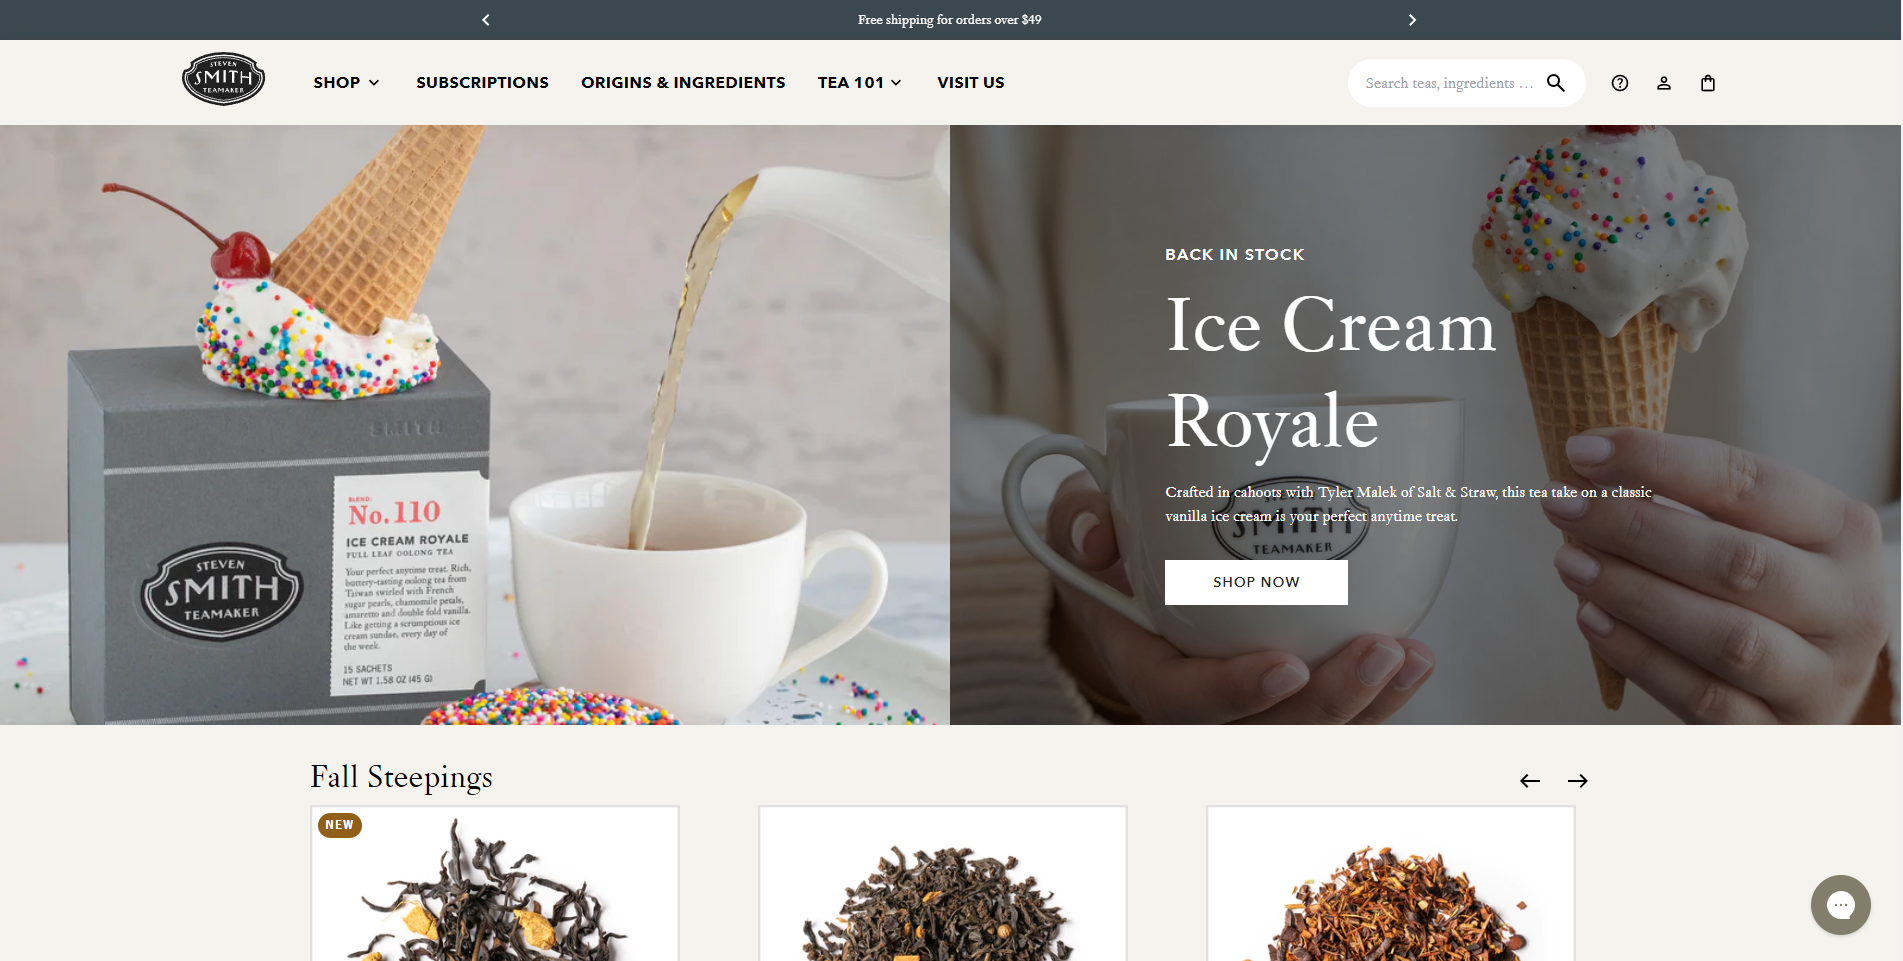 Free shipping for orders over $49
STEVEN
SMITH
TEAMAKER
SHOP
SUBSCRIPTIONS
ORIGINS & INGREDIENTS
TEA 101
VISIT US
Search teas, ingredients ...
SMITH
BLEND:
No. 110
ICE CREAM ROYALE
FULL LEAF OOLONG TEA
Your perfect anytime treat. Rich,
buttery-tasting oolong tea from
Taiwan swirled with French
sugar pearls, chamomile petals,
amaretto and double fold vanilla.
Like getting a scrumptious ice
cream sundae, every day of
the week.
15 SACHETS
NET WT 1.58 OZ (45 G)
STEVEN
SMITH
TEAMAKER
BACK IN STOCK
Ice Cream
Royale
Crafted in cahoots with Tyler Malek of Salt & Straw, this tea take on a classic
vanilla ice cream is your perfect anytime treat.
SMITH
TEAMAKER
SHOP NOW
Fall Steepings
NEW